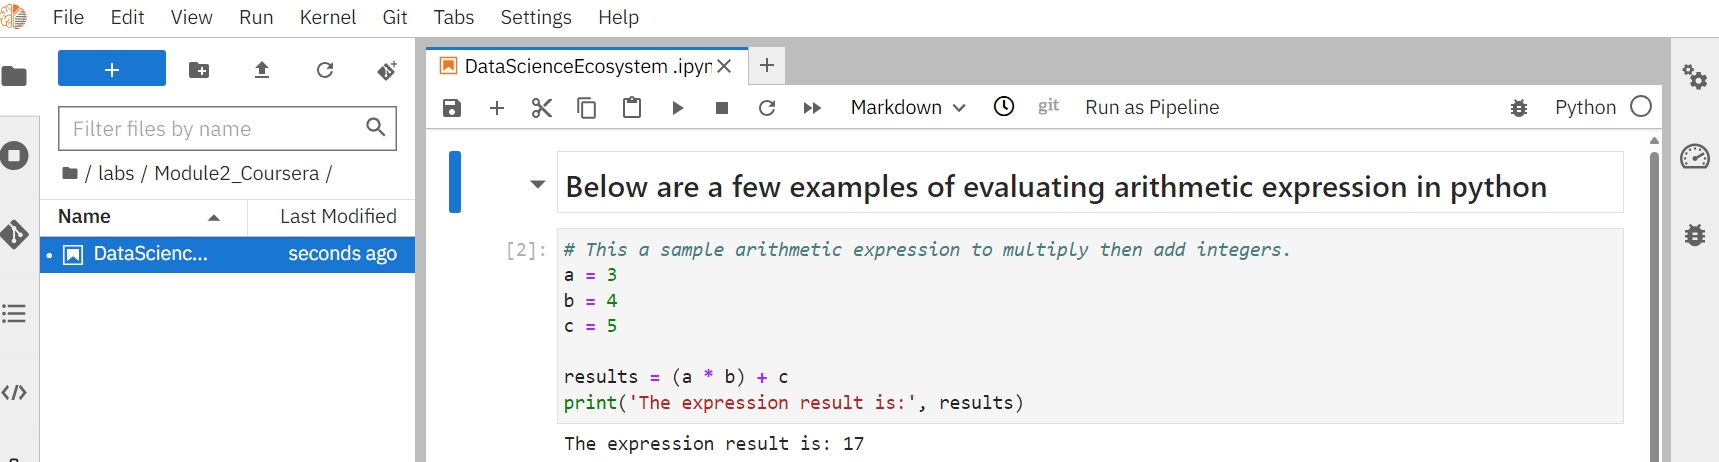 File Edit View Run Kernel Git Tabs Settings Help
+
Filter files by name
/ labs / Module2_Coursera /
Name Last Modified
DataScienc... seconds ago
DataScienceEcosystem .ipyn
Markdown git Run as Pipeline Python
Below are a few examples of evaluating arithmetic expression in python
[2]: # This a sample arithmetic expression to multiply then add integers.
a = 3
b = 4
c = 5
results = (a * b) + c
print('The expression result is:', results)
The expression result is: 17